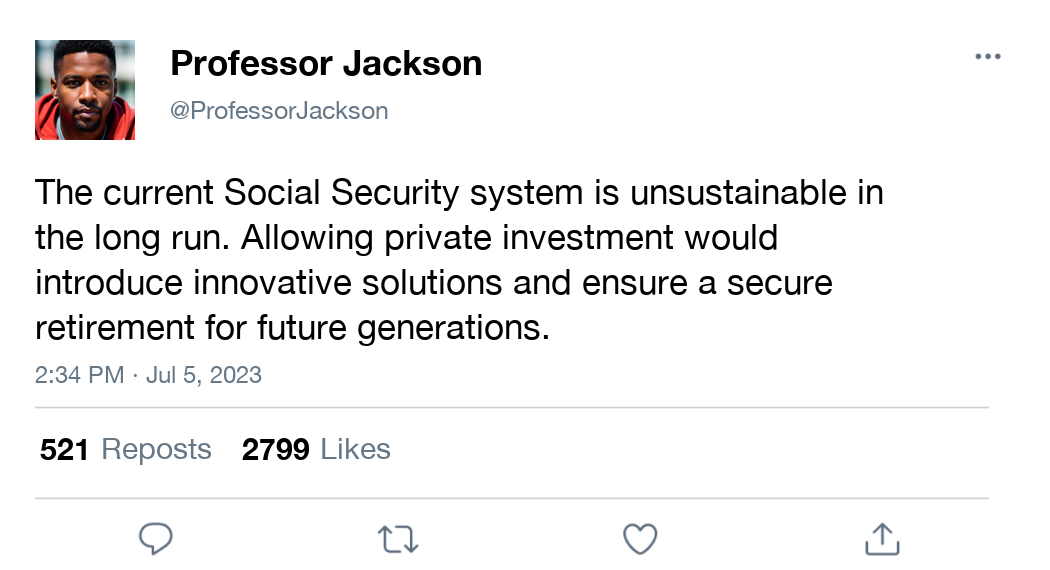 Professor Jackson
@ProfessorJackson
The current Social Security system is unsustainable in
the long run. Allowing private investment would
introduce innovative solutions and ensure a secure
retirement for future generations.
2:34 PM · Jul 5, 2023
521 Reposts 2799 Likes